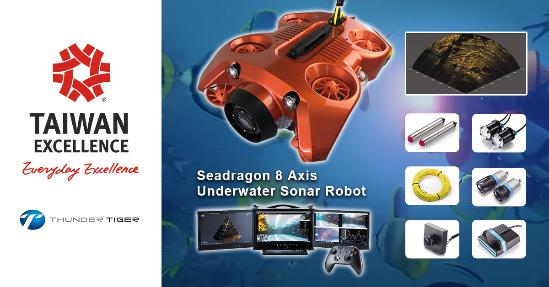 TAIWAN
EXCELLENCE
Everyday Excellence
THUNDER TIGER
Seadragon 8 Axis
Underwater Sonar Robot